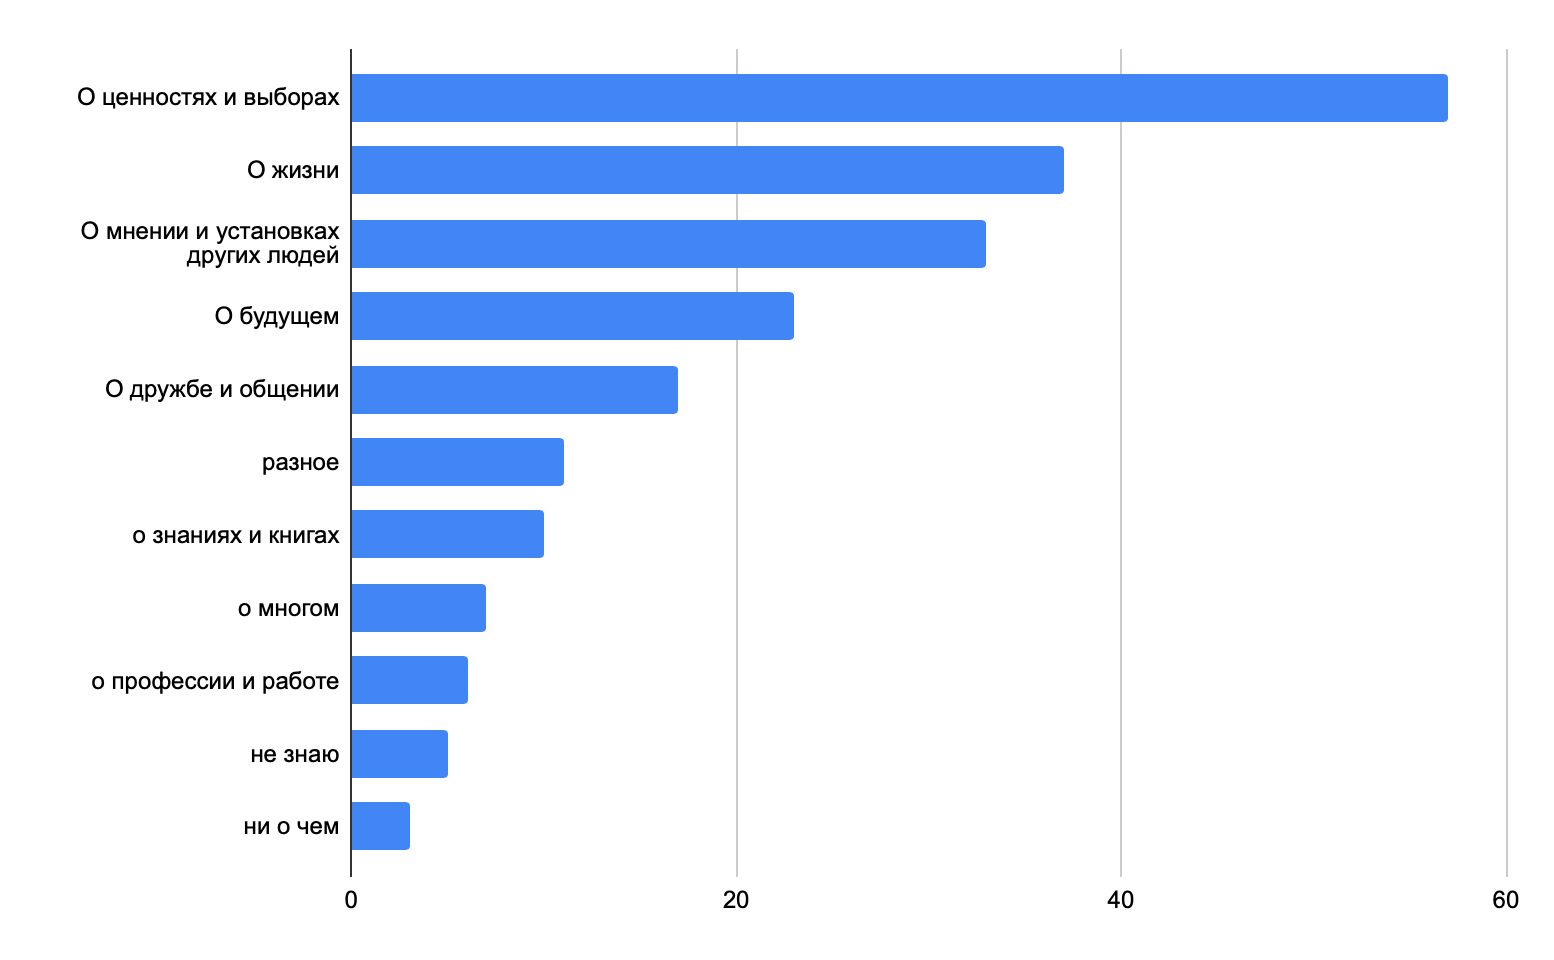 О ценностях и выборах
О жизни
О мнении и установках
других людей
О будущем
О дружбе и общении
разное
о знаниях и книгах
о многом
о профессии и работе
не знаю
ни о чем
0
20
40
60